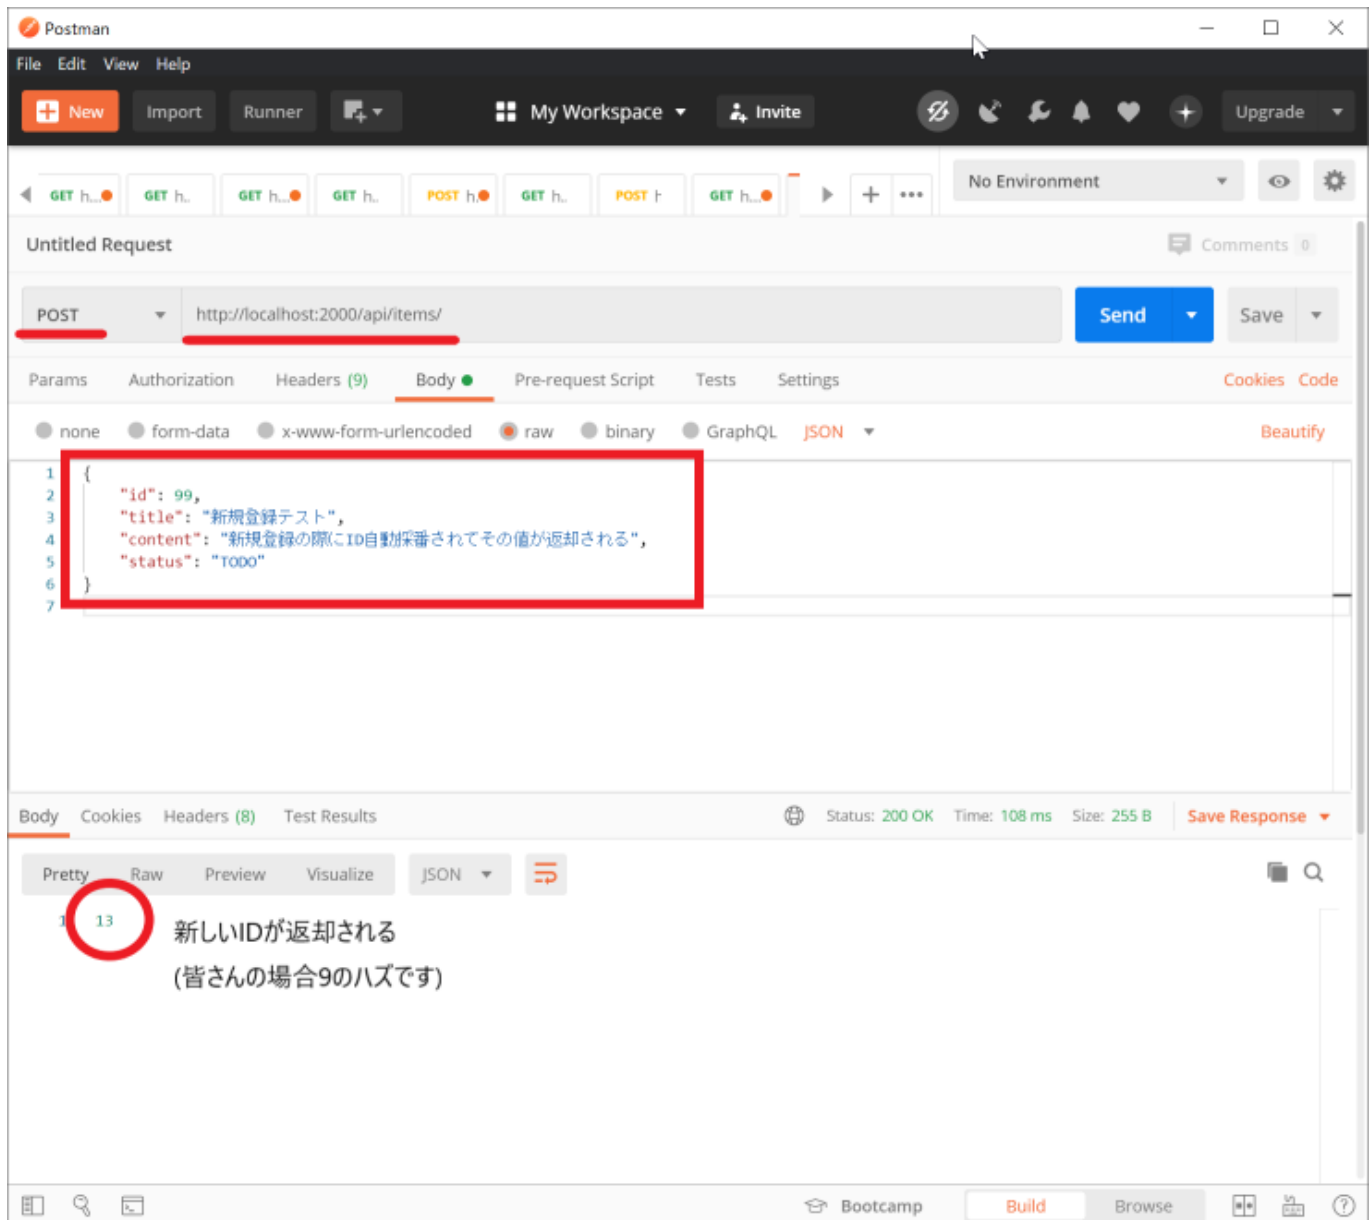 Postman
File Edit View Help
New Import Runner My Workspace Invite Upgrade
GET h... GET h.. GET h... GET h.. POST h. GET h.. POST h GET h... No Environment
Untitled Request Comments 0
POST http://localhost:2000/api/items/ Send Save
Params Authorization Headers (9) Body Pre-request Script Tests Settings Cookies Code
none form-data x-www-form-urlencoded raw binary GraphQL JSON Beautify
1 {
2 "id": 99,
3 "title": "新規登録テスト",
4 "content": "新規登録の際にID自動採番されてその値が返却される",
5 "status": "TODO"
6 }
7
Body Cookies Headers (8) Test Results Status: 200 OK Time: 108 ms Size: 255 B Save Response
Pretty Raw Preview Visualize JSON
1 13
新しいIDが返却される
(皆さんの場合9のハズです)
Bootcamp Build Browse